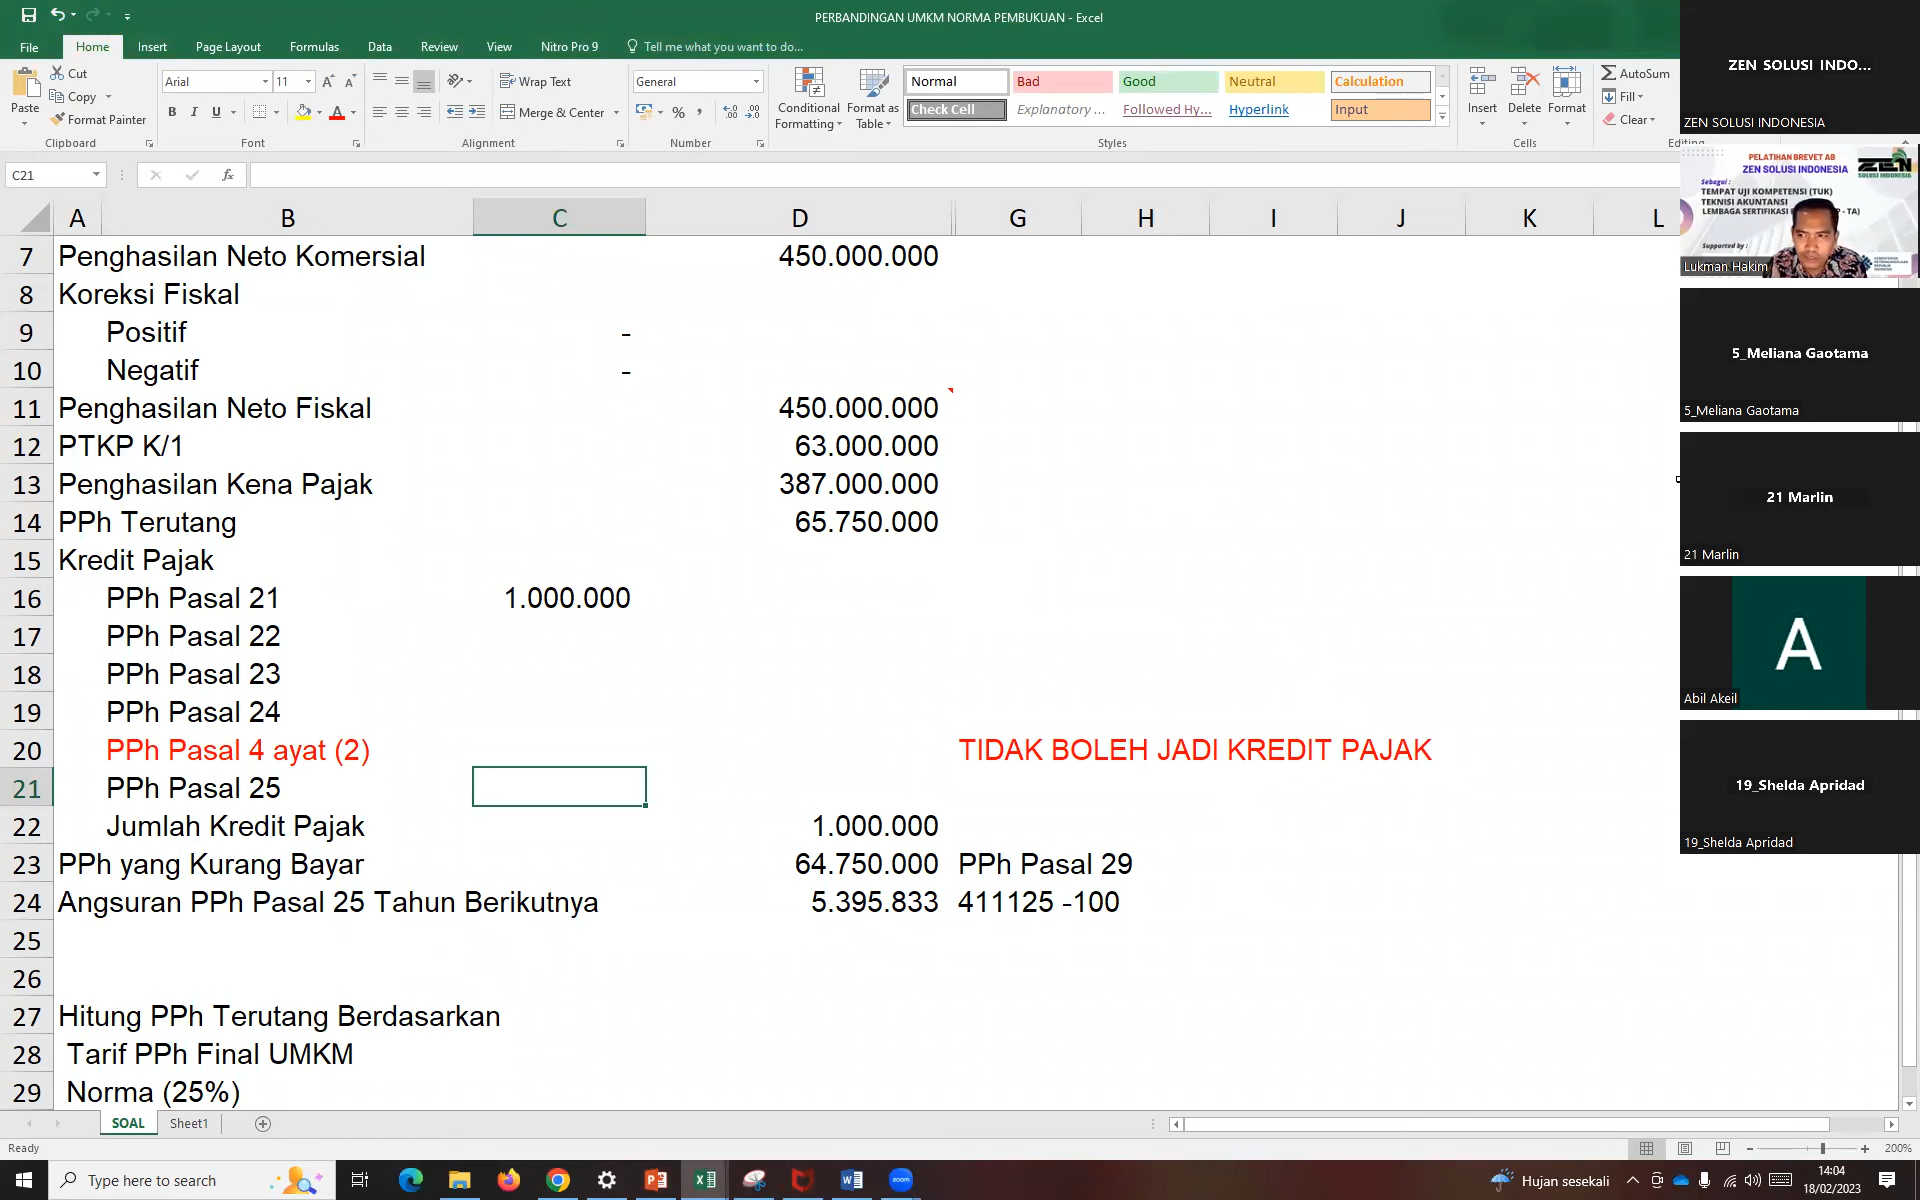 PERBANDINGAN UMKM NORMA PEMBUKUAN - Excel
File Home Insert Page Layout Formulas Data Review View Nitro Pro 9 Tell me what you want to do...
Paste
Cut
Copy
Format Painter
Clipboard
Arial 11
B I U
Font
Wrap Text
Merge & Center
Alignment
General
%
Number
Conditional Formatting
Format as Table
Normal Bad Good Neutral Calculation
Check Cell Explanatory ... Followed Hy... Hyperlink Input
Styles
Insert Delete Format
Cells
AutoSum
Fill
Clear
Editing
C21 fx
A B C D G H I J K L
7 Penghasilan Neto Komersial 450.000.000
8 Koreksi Fiskal
9 Positif -
10 Negatif -
11 Penghasilan Neto Fiskal 450.000.000
12 PTKP K/1 63.000.000
13 Penghasilan Kena Pajak 387.000.000
14 PPh Terutang 65.750.000
15 Kredit Pajak
16 PPh Pasal 21 1.000.000
17 PPh Pasal 22
18 PPh Pasal 23
19 PPh Pasal 24
20 PPh Pasal 4 ayat (2) TIDAK BOLEH JADI KREDIT PAJAK
21 PPh Pasal 25
22 Jumlah Kredit Pajak 1.000.000
23 PPh yang Kurang Bayar 64.750.000 PPh Pasal 29
24 Angsuran PPh Pasal 25 Tahun Berikutnya 5.395.833 411125 -100
25
26
27 Hitung PPh Terutang Berdasarkan
28 Tarif PPh Final UMKM
29 Norma (25%)
SOAL Sheet1
Ready 200%
Type here to search
Hujan sesekali
14:04
18/02/2023
ZEN SOLUSI INDO...
ZEN SOLUSI INDONESIA
PELATIHAN BREVET AB
ZEN SOLUSI INDONESIA
ZEN
SOLUSI INDONESIA
Sebagai :
TEMPAT UJI KOMPETENSI (TUK)
TEKNISI AKUNTANSI
LEMBAGA SERTIFIKASI
- TA)
Supported by :
Lukman Hakim
5_Meliana Gaotama
5_Meliana Gaotama
21 Marlin
21 Marlin
A
Abil Akeil
19_Shelda Apridad
19_Shelda Apridad